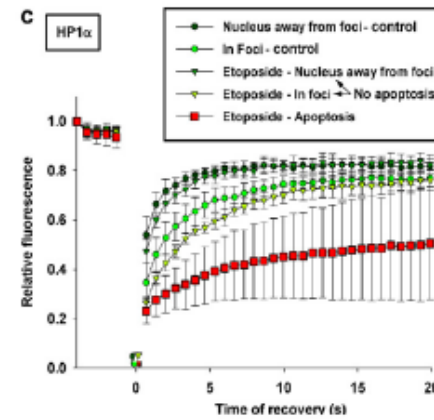 C
HP1α
Nucleus away from foci - control
In Foci - control
Etoposide - Nucleus away from foci
Etoposide - In foci No apoptosis
Etoposide - Apoptosis
Relative fluorescence
1.0
0.8
0.6
0.4
0.2
0.0
0 5 10 15 20
Time of recovery (s)